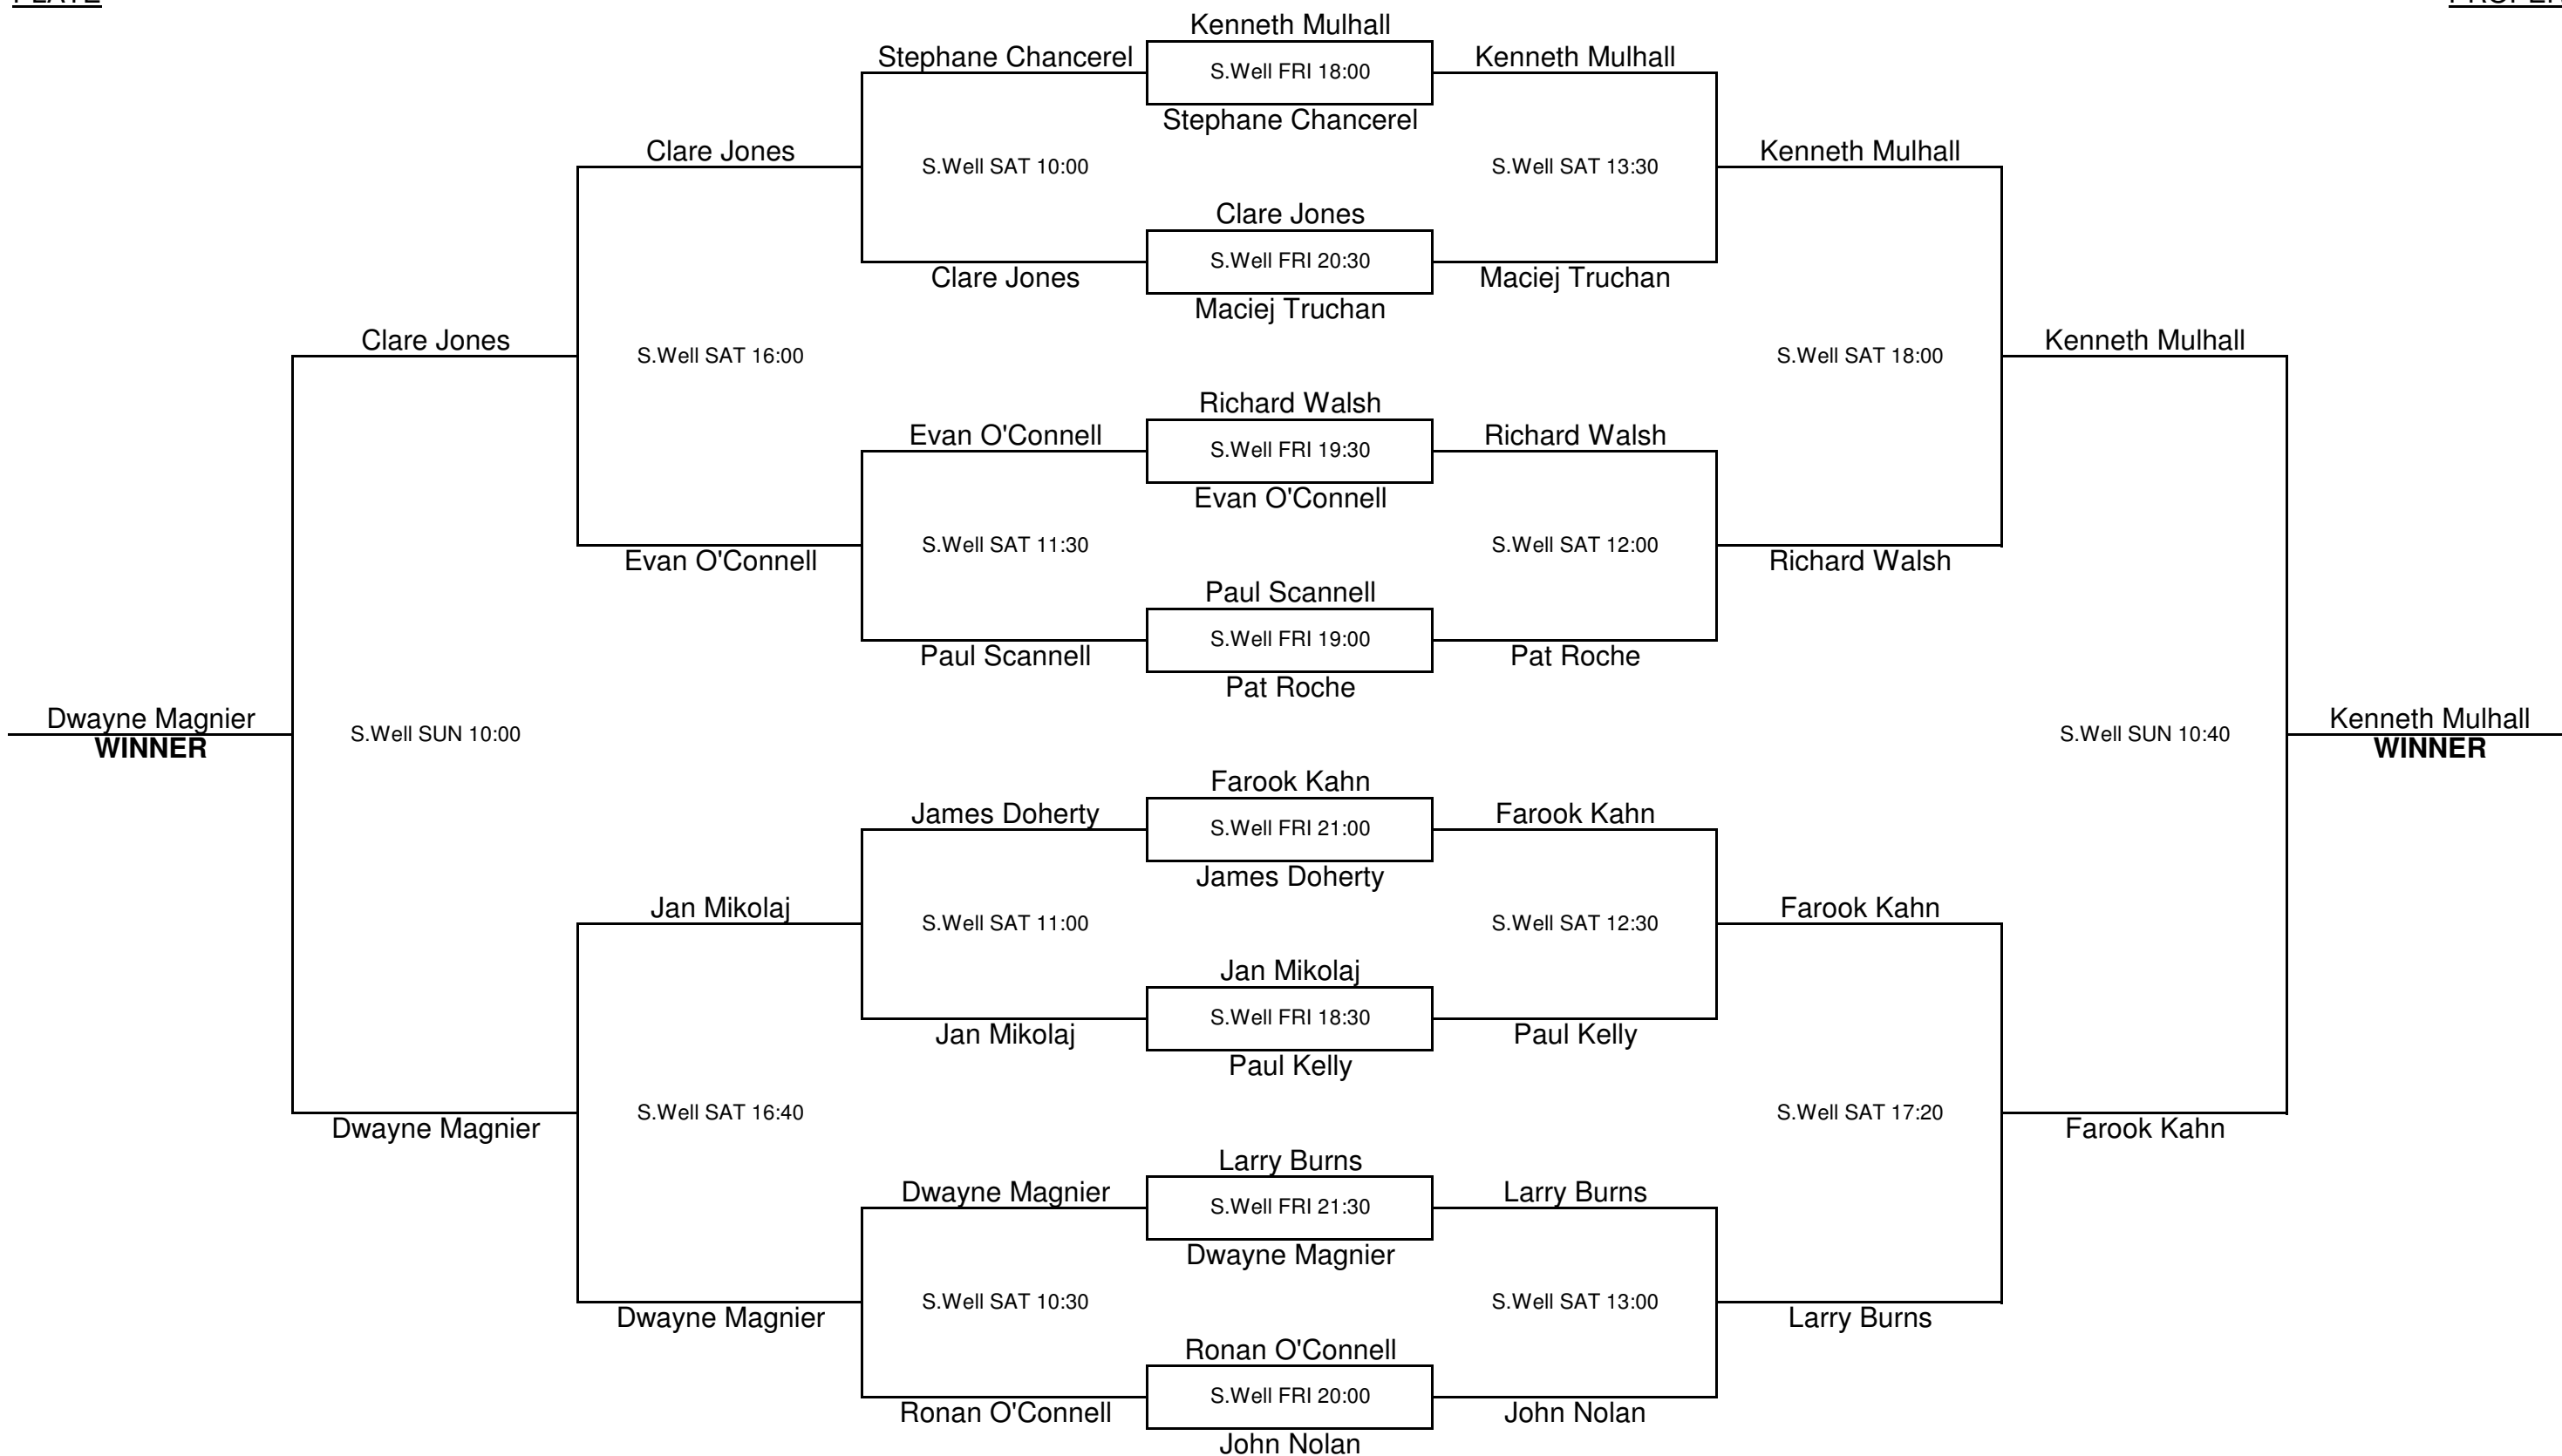 Kenneth Mulhall
Stephane Chancerel
S.Well FRI 18:00
Kenneth Mulhall
Stephane Chancerel
Clare Jones
S.Well SAT 10:00
S.Well SAT 13:30
Kenneth Mulhall
Clare Jones
S.Well FRI 20:30
Clare Jones
Maciej Truchan
Maciej Truchan
Clare Jones
S.Well SAT 16:00
S.Well SAT 18:00
Kenneth Mulhall
Richard Walsh
Evan O'Connell
S.Well FRI 19:30
Richard Walsh
Evan O'Connell
Evan O'Connell
S.Well SAT 11:30
S.Well SAT 12:00
Richard Walsh
Paul Scannell
S.Well FRI 19:00
Paul Scannell
Pat Roche
Pat Roche
Dwayne Magnier
WINNER
S.Well SUN 10:00
S.Well SUN 10:40
Kenneth Mulhall
WINNER
Farook Kahn
James Doherty
S.Well FRI 21:00
Farook Kahn
James Doherty
Jan Mikolaj
S.Well SAT 11:00
S.Well SAT 12:30
Farook Kahn
Jan Mikolaj
S.Well FRI 18:30
Jan Mikolaj
Paul Kelly
Paul Kelly
Dwayne Magnier
S.Well SAT 16:40
S.Well SAT 17:20
Farook Kahn
Larry Burns
Dwayne Magnier
S.Well FRI 21:30
Larry Burns
Dwayne Magnier
Dwayne Magnier
S.Well SAT 10:30
S.Well SAT 13:00
Larry Burns
Ronan O'Connell
S.Well FRI 20:00
Ronan O'Connell
John Nolan
John Nolan